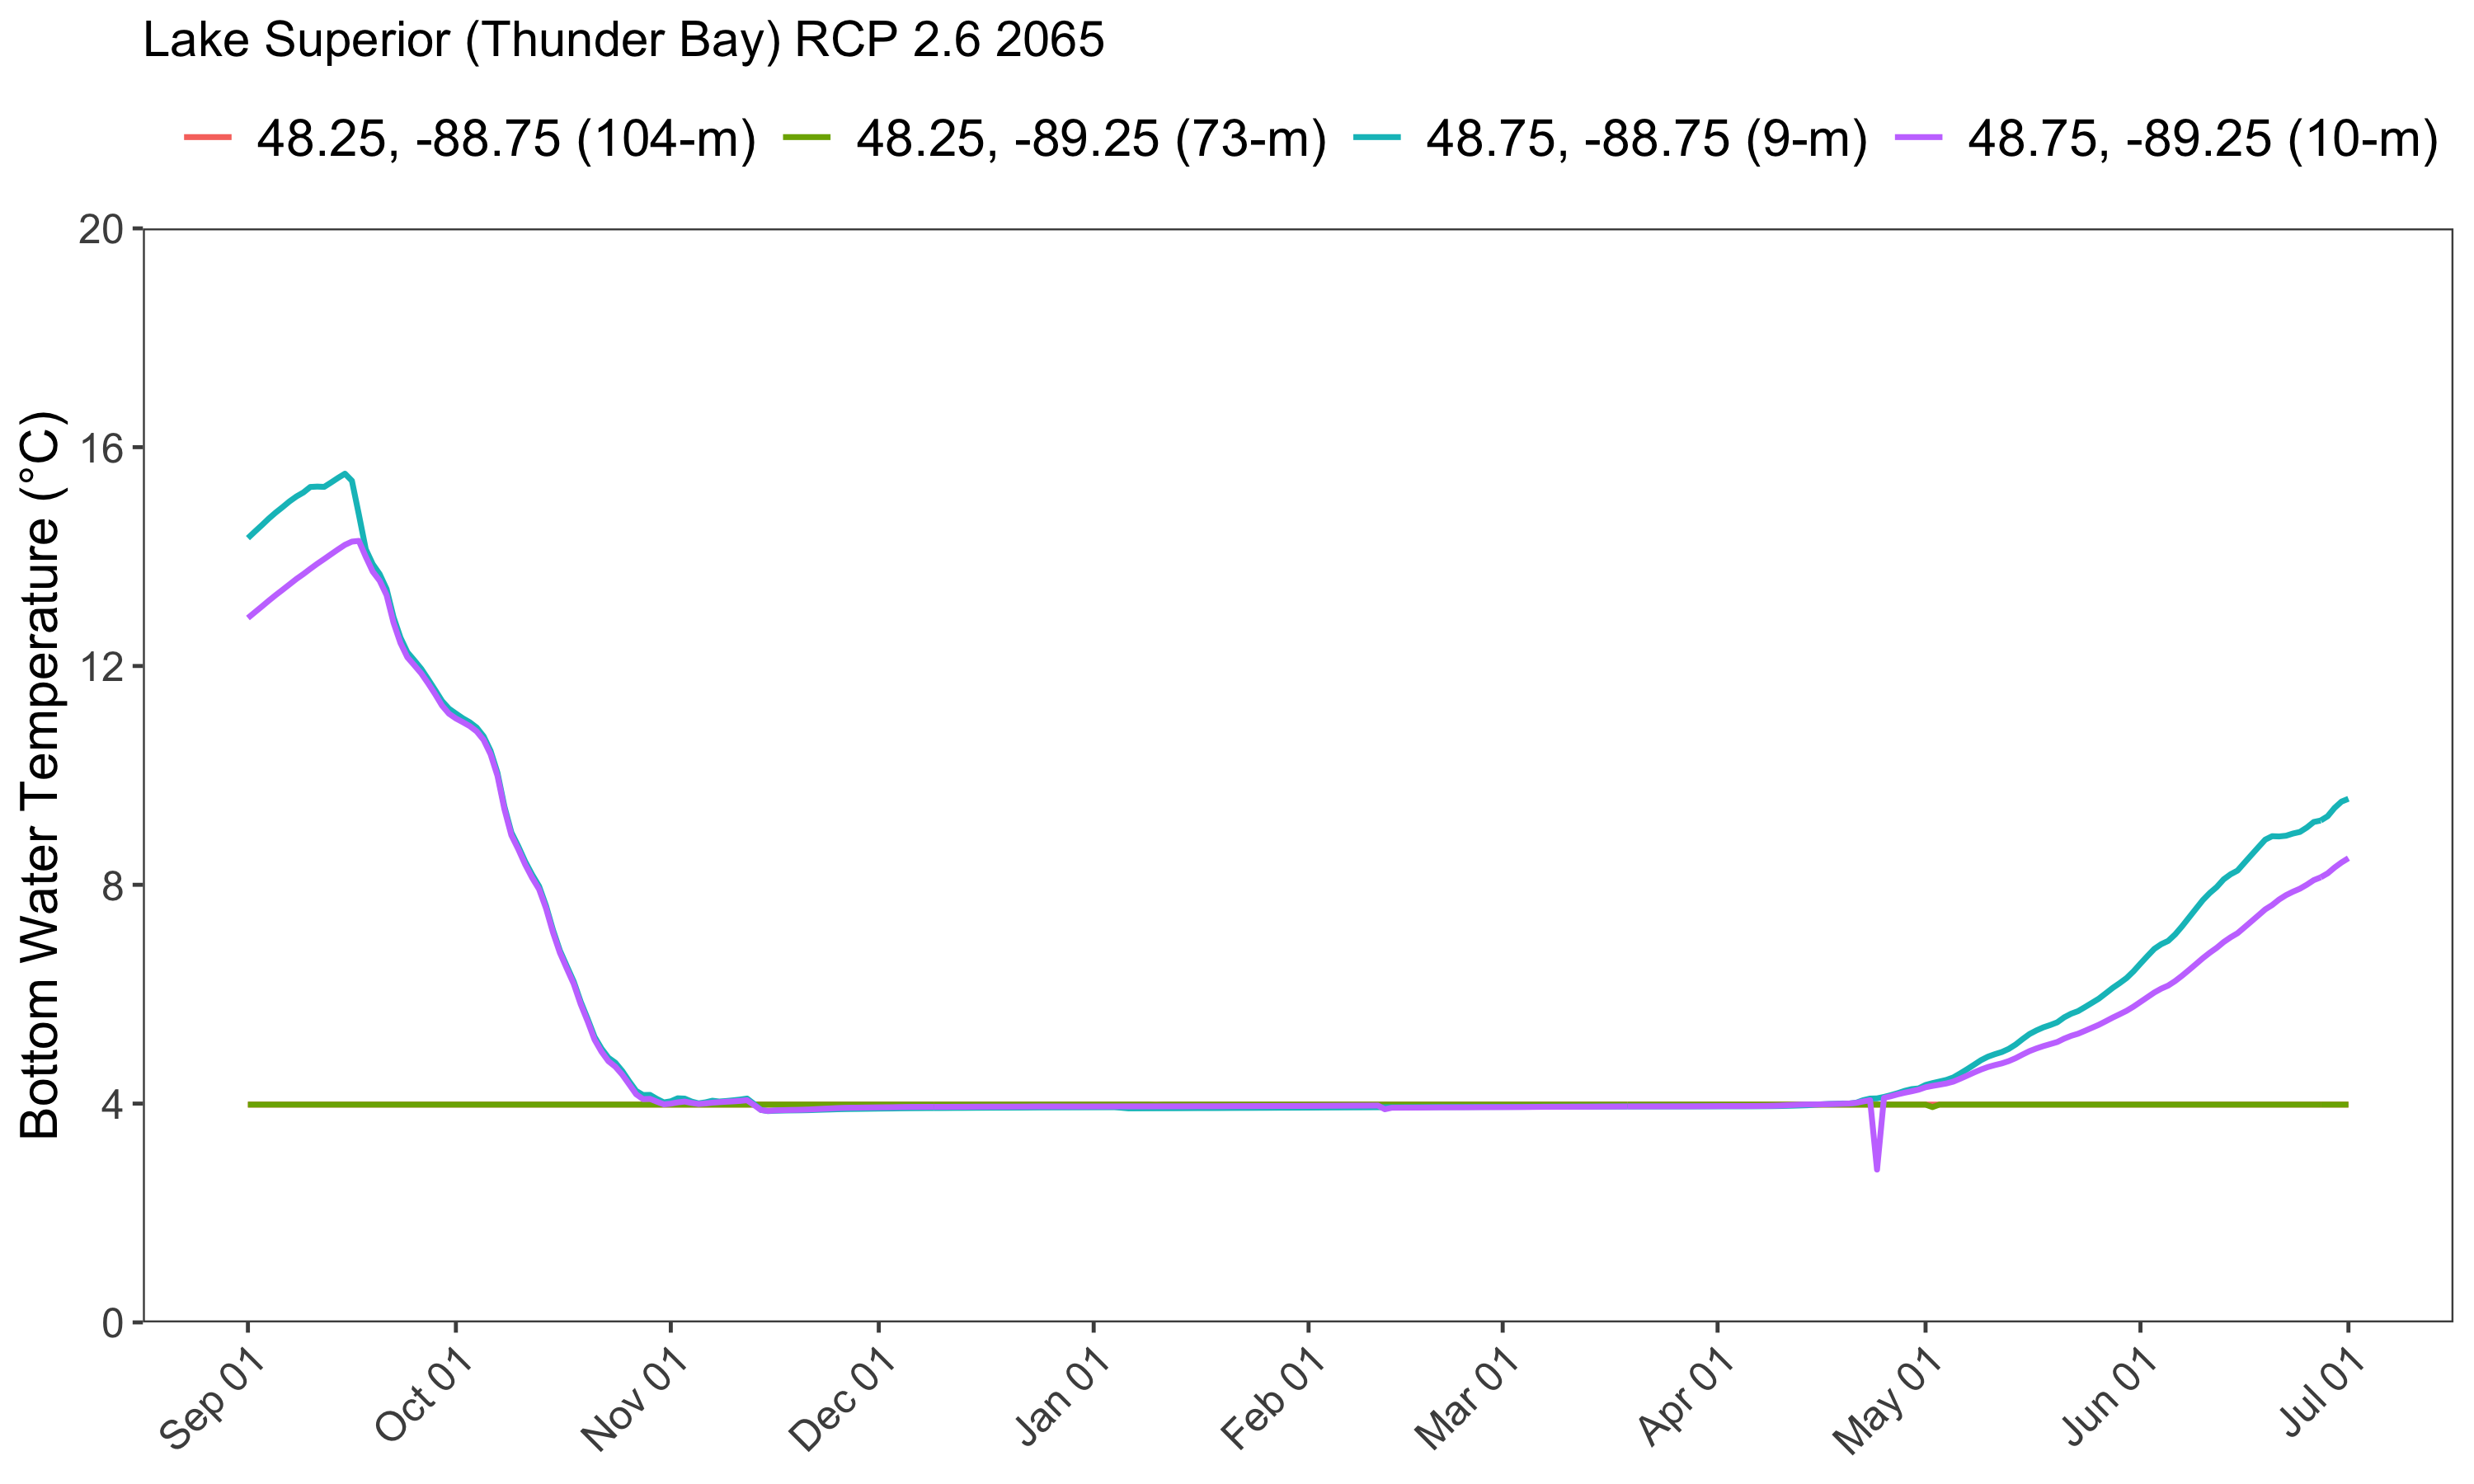 Lake Superior (Thunder Bay) RCP 2.6 2065
48.25, -88.75 (104-m) 48.25, -89.25 (73-m) 48.75, -88.75 (9-m) 48.75, -89.25 (10-m)
Bottom Water Temperature (°C)
20
16
12
8
4
0
Sep 01 Oct 01 Nov 01 Dec 01 Jan 01 Feb 01 Mar 01 Apr 01 May 01 Jun 01 Jul 01